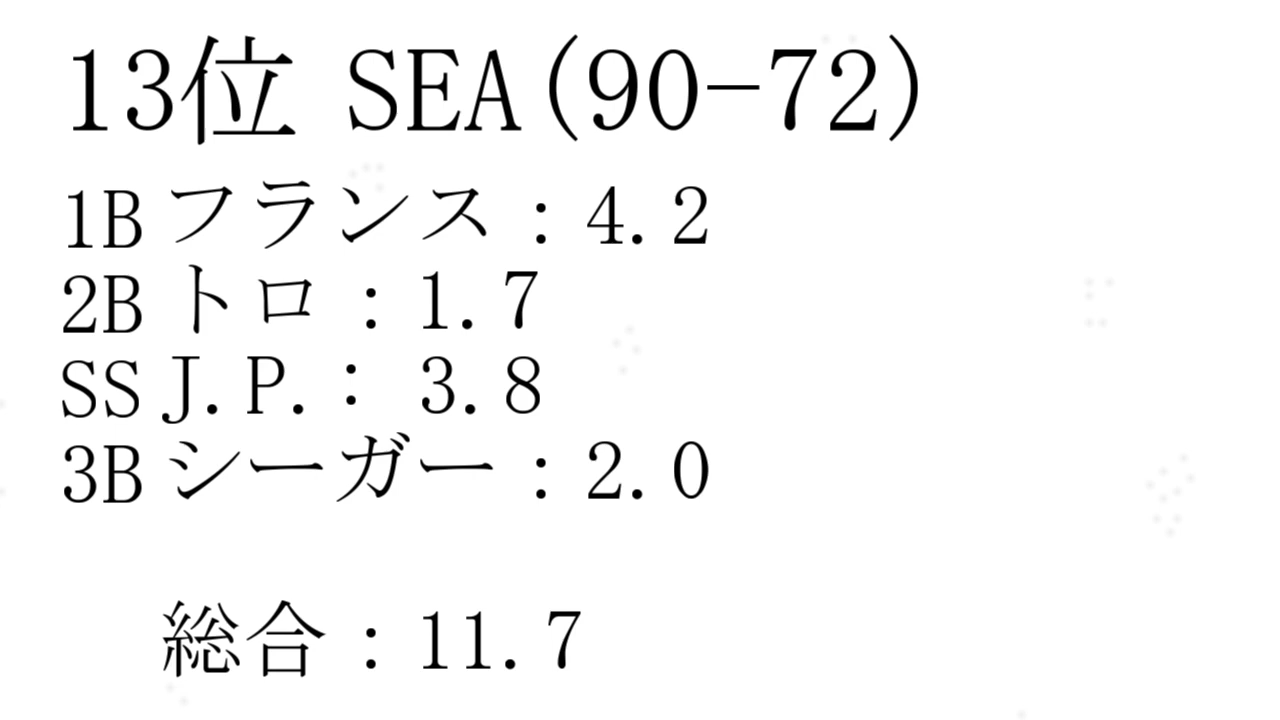 13位 SEA(90-72)
1B フランス：4.2
2B トロ：1.7
SS J.P.： 3.8
3B シーガー：2.0
総合：11.7